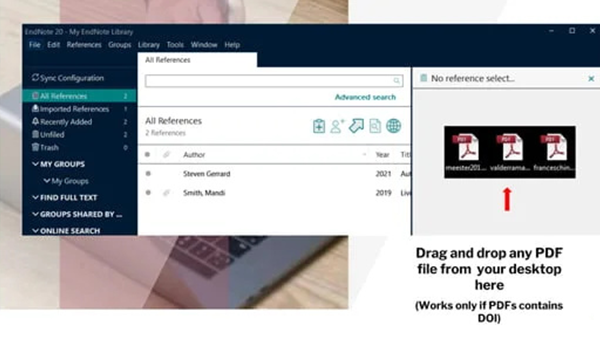 EndNote 20 - My EndNote Library
File Edit References Groups Library Tools Window Help
Sync Configuration
All References 2
Imported References 1
Recently Added 2
Unfiled 2
Trash 0
MY GROUPS
My Groups
FIND FULL TEXT
GROUPS SHARED BY ...
ONLINE SEARCH
All References
Advanced search
All References
2 References
Author Year Titl
Steven Gerrard 2021 Aut
Smith, Mandi 2019 Live
No reference select...
PDF PDF PDF
meester201... valderrama... franceschin...
Drag and drop any PDF
file from your desktop
here
(Works only if PDFs contains
DOI)